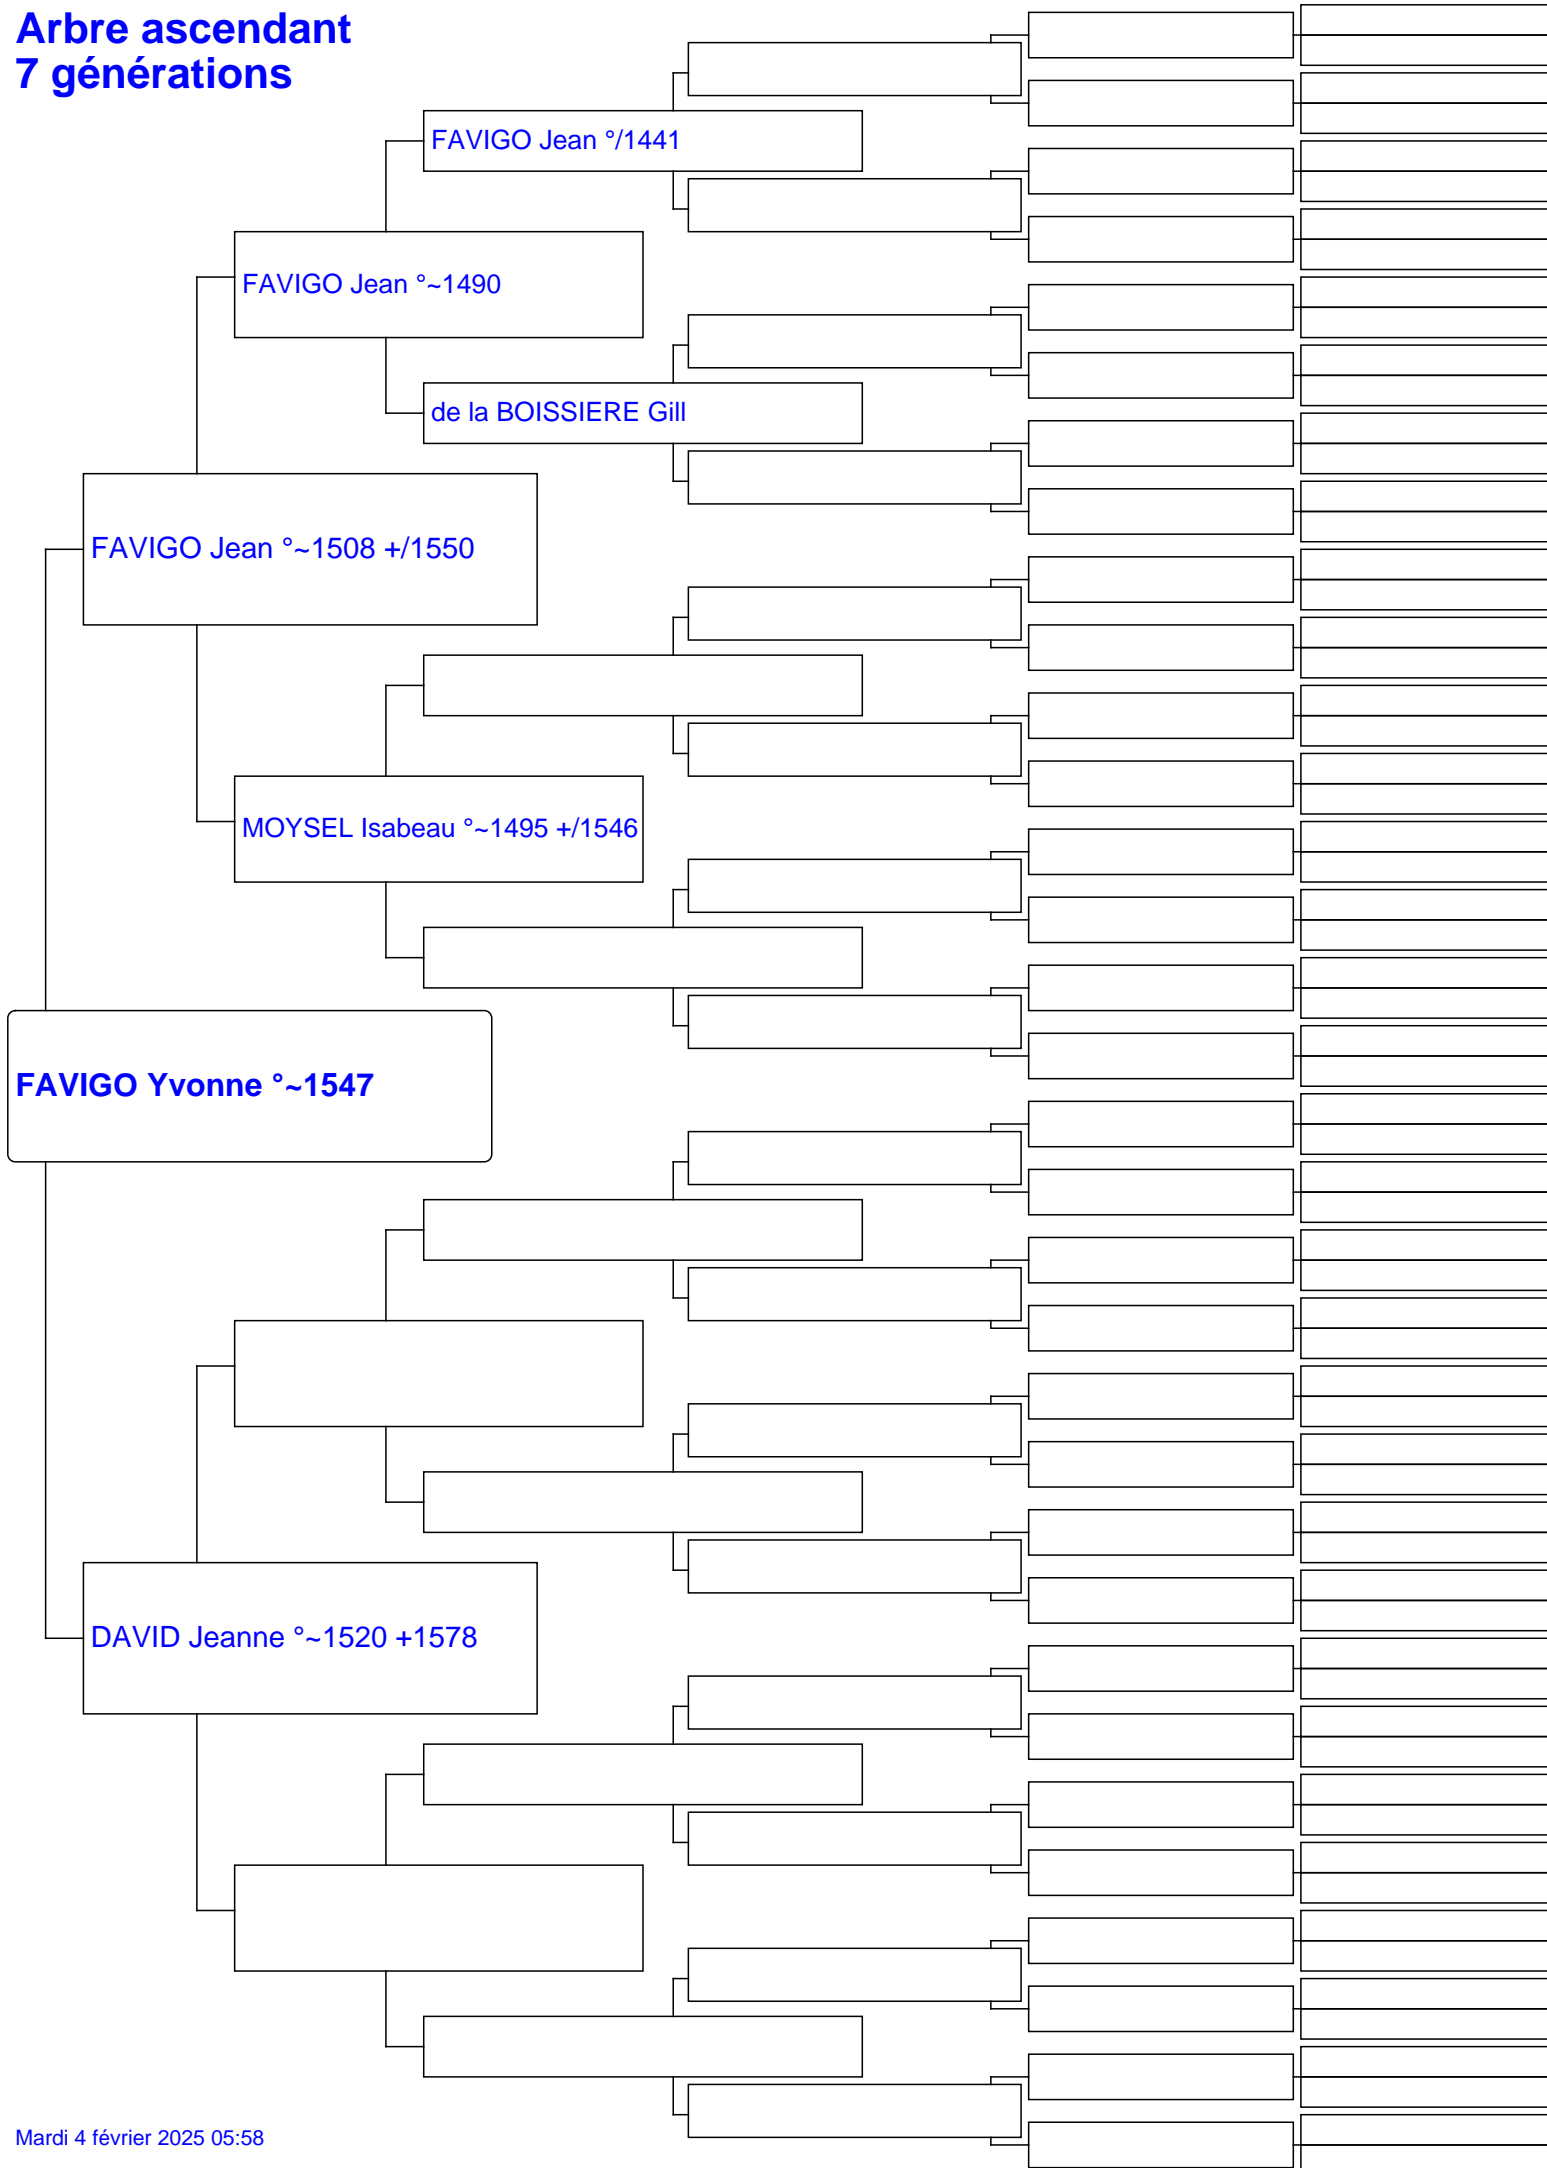 Arbre ascendant
7 générations
FAVIGO Jean °/1441
FAVIGO Jean °~1490
de la BOISSIERE Gill
FAVIGO Jean °~1508 +/1550
MOYSEL Isabeau °~1495 +/1546
FAVIGO Yvonne °~1547
DAVID Jeanne °~1520 +1578
Mardi 4 février 2025 05:58